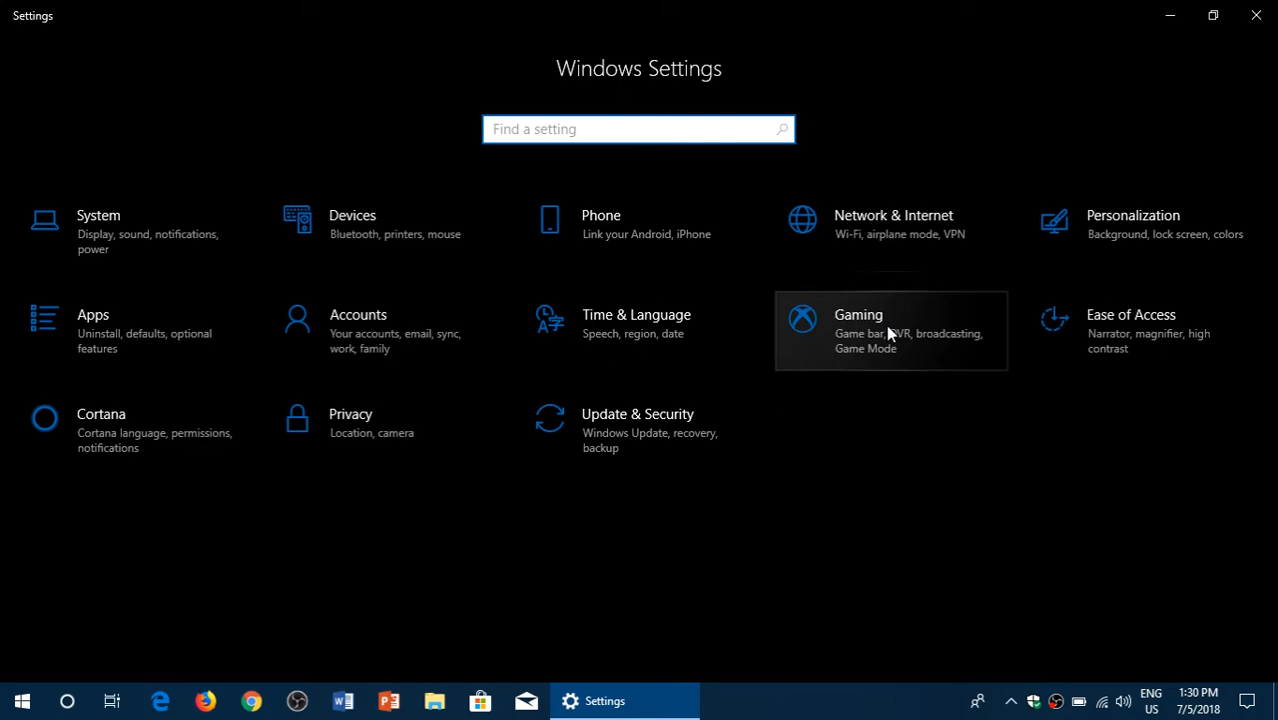 Settings
Windows Settings
Find a setting
System
Display, sound, notifications,
power
Devices
Bluetooth, printers, mouse
Phone
Link your Android, iPhone
Network & Internet
Wi-Fi, airplane mode, VPN
Personalization
Background, lock screen, colors
Apps
Uninstall, defaults, optional
features
Accounts
Your accounts, email, sync,
work, family
Time & Language
Speech, region, date
Gaming
Game bar, DVR, broadcasting,
Game Mode
Ease of Access
Narrator, magnifier, high
contrast
Cortana
Cortana language, permissions,
notifications
Privacy
Location, camera
Update & Security
Windows Update, recovery,
backup
Settings
ENG
US
1:30 PM
7/5/2018